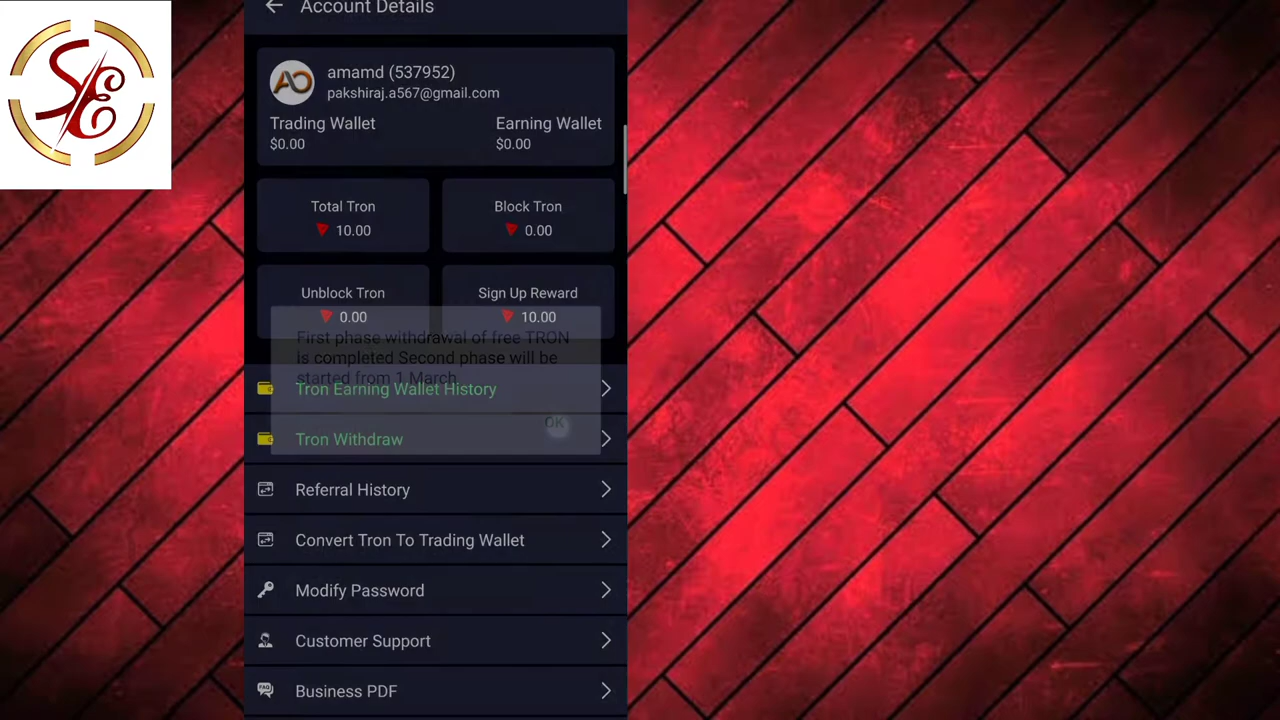 SE
Account Details
AO
amamd (537952)
pakshiraj.a567@gmail.com
Trading Wallet
Earning Wallet
$0.00
$0.00
Total Tron
Block Tron
10.00
0.00
Unblock Tron
Sign Up Reward
0.00
10.00
First phase withdrawal of free TRON
is completed Second phase will be
started from 1 March
OK
Tron Earning Wallet History
Tron Withdraw
Referral History
Convert Tron To Trading Wallet
Modify Password
Customer Support
FAQ
Business PDF